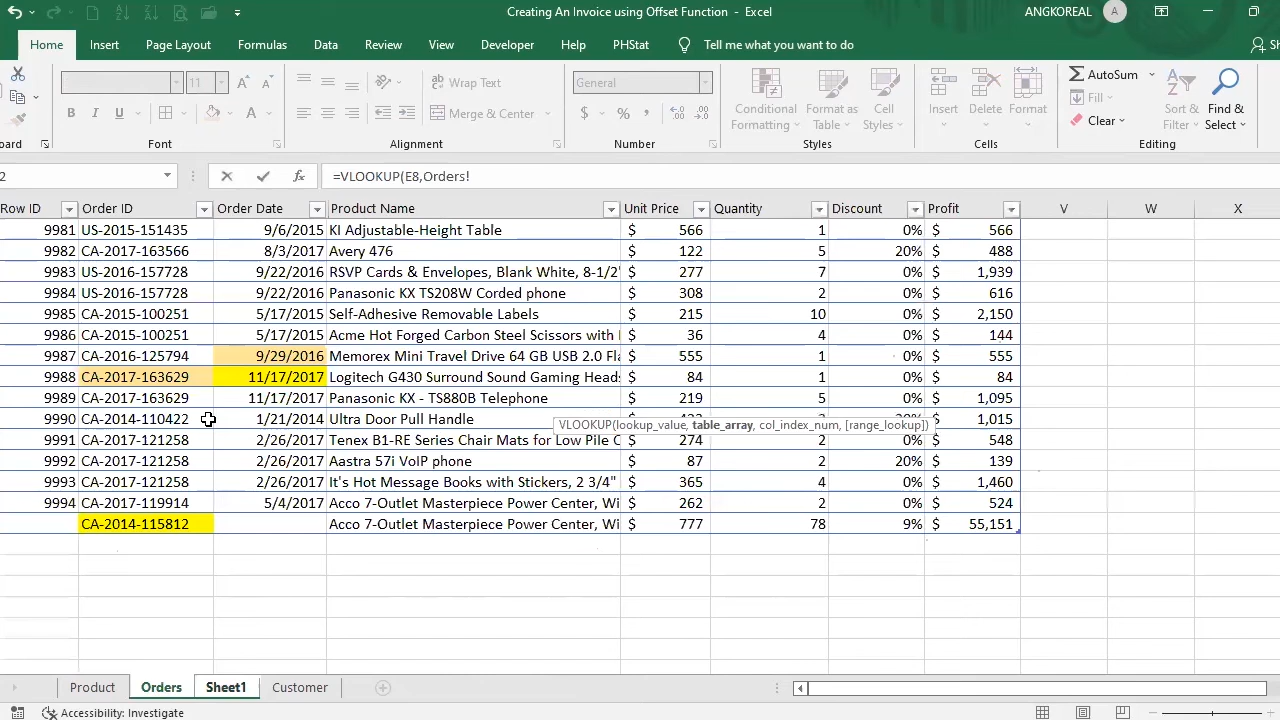 Creating An Invoice using Offset Function - Excel
ANGKOREAL A
Home Insert Page Layout Formulas Data Review View Developer Help PHStat Tell me what you want to do
11 Wrap Text General AutoSum
Conditional Format as Cell Insert Delete Format Fill Sort & Find &
B I U Merge & Center $ % , Formatting Table Styles Clear Filter Select
Font Alignment Number Styles Cells Editing
2 fx =VLOOKUP(E8,Orders!
Row ID Order ID Order Date Product Name Unit Price Quantity Discount Profit V W X
9981 US-2015-151435 9/6/2015 KI Adjustable-Height Table $ 566 1 0% $ 566
9982 CA-2017-163566 8/3/2017 Avery 476 $ 122 5 20% $ 488
9983 US-2016-157728 9/22/2016 RSVP Cards & Envelopes, Blank White, 8-1/2" $ 277 7 0% $ 1,939
9984 US-2016-157728 9/22/2016 Panasonic KX TS208W Corded phone $ 308 2 0% $ 616
9985 CA-2015-100251 5/17/2015 Self-Adhesive Removable Labels $ 215 10 0% $ 2,150
9986 CA-2015-100251 5/17/2015 Acme Hot Forged Carbon Steel Scissors with $ 36 4 0% $ 144
9987 CA-2016-125794 9/29/2016 Memorex Mini Travel Drive 64 GB USB 2.0 Fla $ 555 1 0% $ 555
9988 CA-2017-163629 11/17/2017 Logitech G430 Surround Sound Gaming Heads $ 84 1 0% $ 84
9989 CA-2017-163629 11/17/2017 Panasonic KX - TS880B Telephone $ 219 5 0% $ 1,095
9990 CA-2014-110422 1/21/2014 Ultra Door Pull Handle $ 1,015
VLOOKUP(lookup_value, table_array, col_index_num, [range_lookup])
9991 CA-2017-121258 2/26/2017 Tenex B1-RE Series Chair Mats for Low Pile C $ 274 2 0% $ 548
9992 CA-2017-121258 2/26/2017 Aastra 57i VoIP phone $ 87 2 20% $ 139
9993 CA-2017-121258 2/26/2017 It's Hot Message Books with Stickers, 2 3/4" $ 365 4 0% $ 1,460
9994 CA-2017-119914 5/4/2017 Acco 7-Outlet Masterpiece Power Center, Wi $ 262 2 0% $ 524
CA-2014-115812 Acco 7-Outlet Masterpiece Power Center, Wi $ 777 78 9% $ 55,151
Product Orders Sheet1 Customer
Accessibility: Investigate